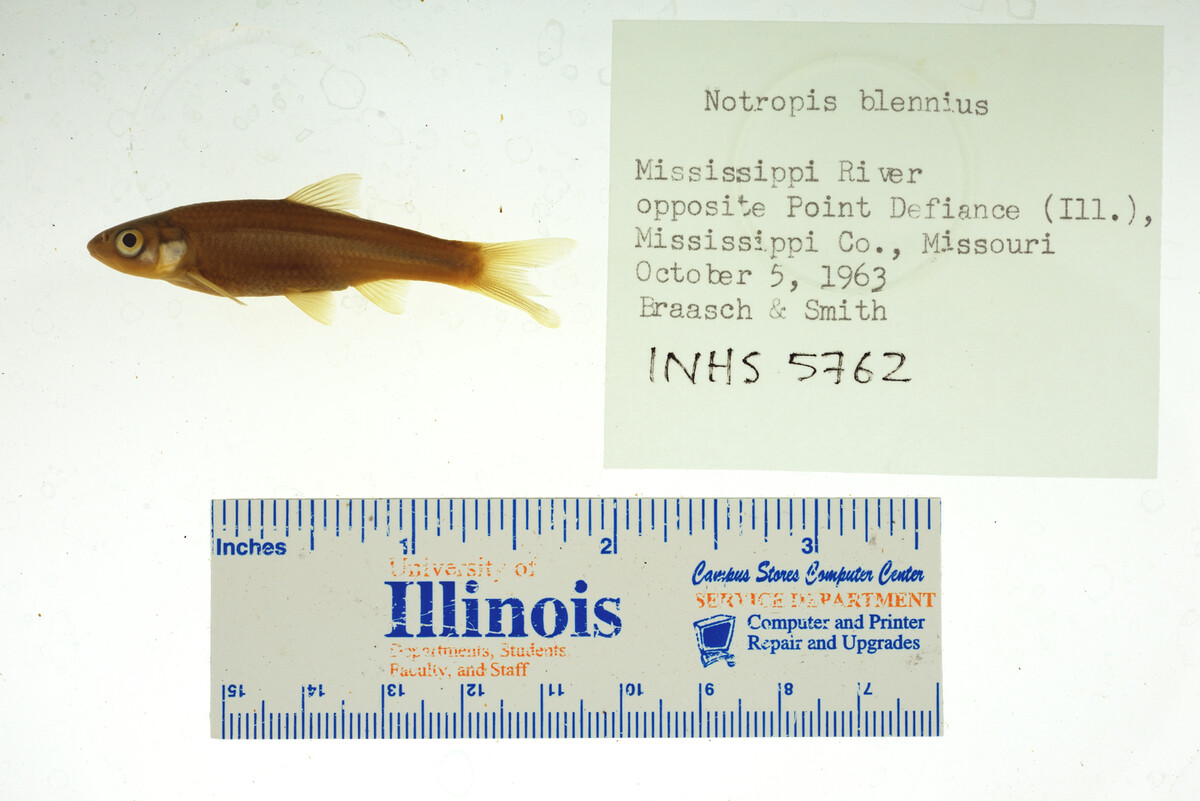 Notropis blennius
Mississippi River
opposite Point Defiance (Ill.),
Mississippi Co., Missouri
October 5, 1963
Braasch & Smith
INHS 5762
Inches 1 2 3
University of
Illinois
Departments, Students,
Faculty, and Staff
Campus Stores Computer Center
SERVICE DEPARTMENT
Computer and Printer
Repair and Upgrades
15 14 13 12 11 10 9 8 7